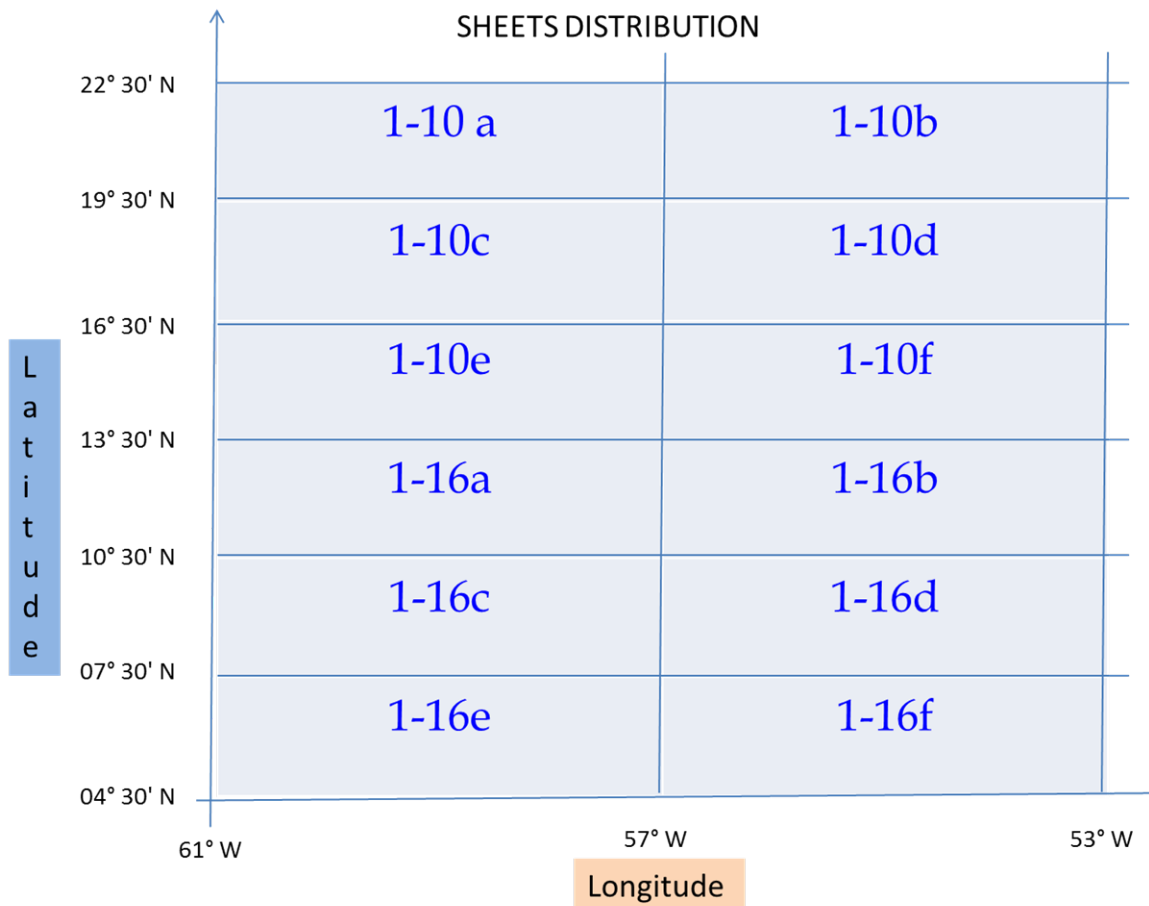 SHEETS DISTRIBUTION
22° 30' N
1-10 a 1-10b
19° 30' N
1-10c 1-10d
16° 30' N
1-10e 1-10f
13° 30' N
1-16a 1-16b
10° 30' N
1-16c 1-16d
07° 30' N
1-16e 1-16f
04° 30' N
Latitude
61° W 57° W 53° W
Longitude